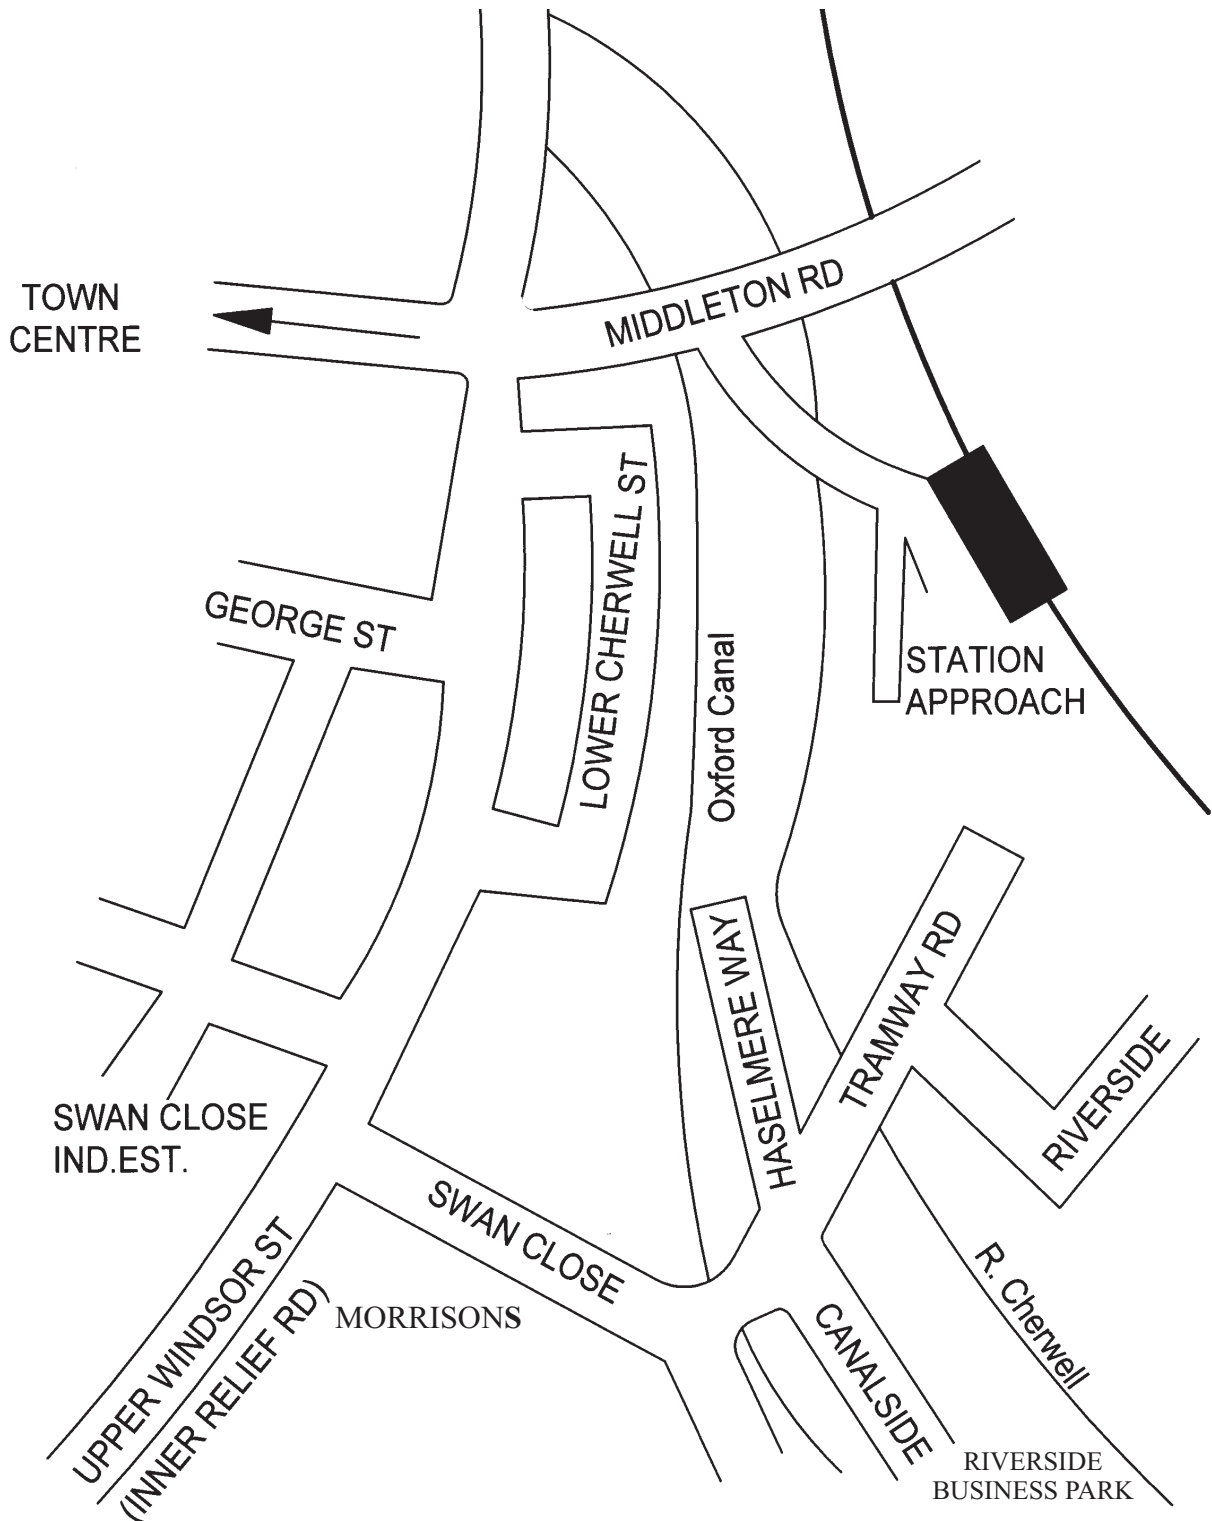 TOWN
CENTRE
MIDDLETON RD
GEORGE ST
LOWER CHERWELL ST
Oxford Canal
STATION
APPROACH
HASELMERE WAY
TRAMWAY RD
RIVERSIDE
SWAN CLOSE
IND.EST.
SWAN CLOSE
UPPER WINDSOR ST
(INNER RELIEF RD)
MORRISONS
R. Cherwell
CANALSIDE
RIVERSIDE
BUSINESS PARK